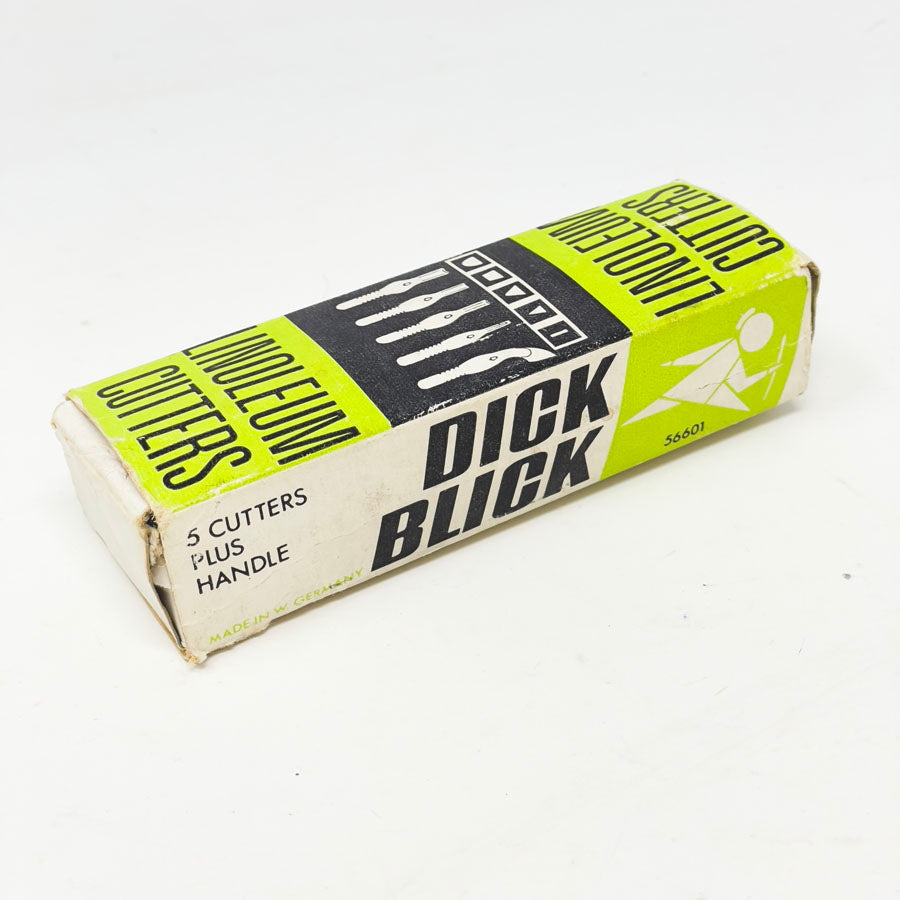 LINOLEUM
CUTTERS
LINOLEUM
CUTTERS
DICK
BLICK
56601
5 CUTTERS
PLUS
HANDLE
MADE IN W. GERMANY